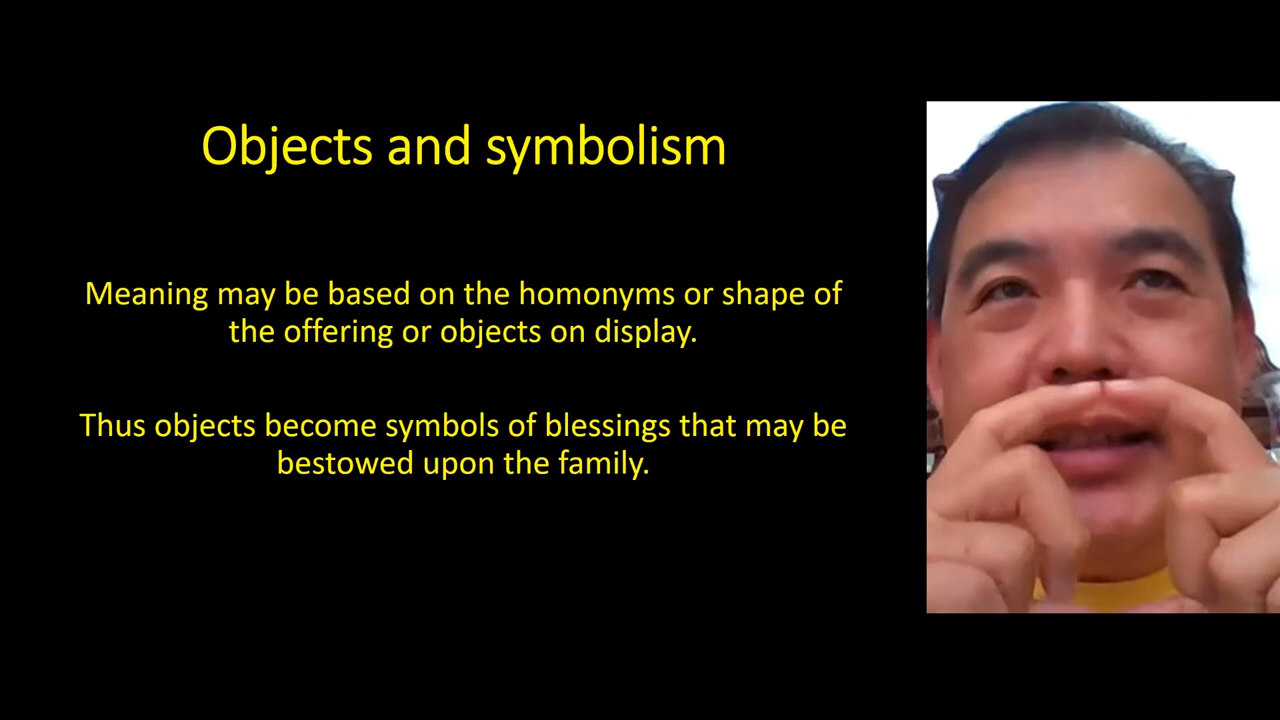 Objects and symbolism
Meaning may be based on the homonyms or shape of
the offering or objects on display.
Thus objects become symbols of blessings that may be
bestowed upon the family.